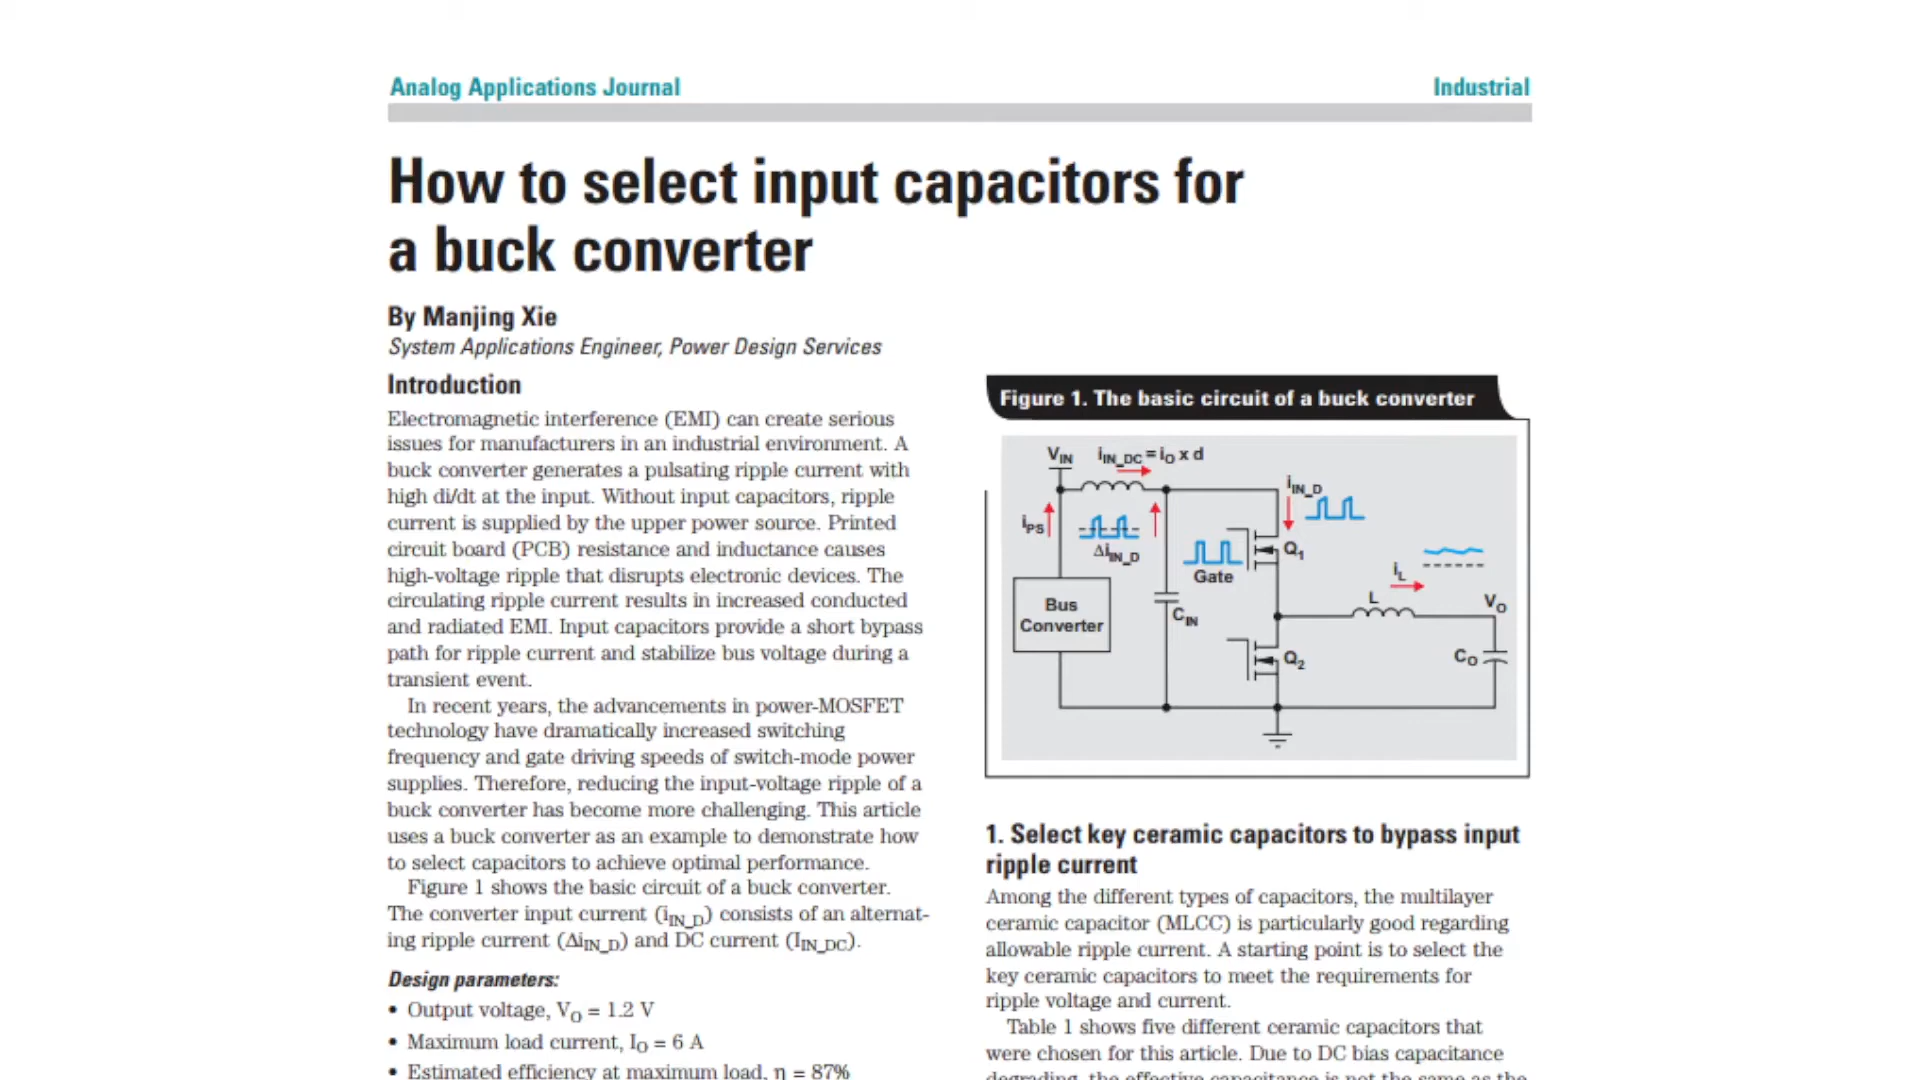 Analog Applications Journal
Industrial
How to select input capacitors for
a buck converter
By Manjing Xie
System Applications Engineer, Power Design Services
Introduction
Electromagnetic interference (EMI) can create serious
issues for manufacturers in an industrial environment. A
buck converter generates a pulsating ripple current with
high di/dt at the input. Without input capacitors, ripple
current is supplied by the upper power source. Printed
circuit board (PCB) resistance and inductance causes
high-voltage ripple that disrupts electronic devices. The
circulating ripple current results in increased conducted
and radiated EMI. Input capacitors provide a short bypass
path for ripple current and stabilize bus voltage during a
transient event.
In recent years, the advancements in power-MOSFET
technology have dramatically increased switching
frequency and gate driving speeds of switch-mode power
supplies. Therefore, reducing the input-voltage ripple of a
buck converter has become more challenging. This article
uses a buck converter as an example to demonstrate how
to select capacitors to achieve optimal performance.
Figure 1 shows the basic circuit of a buck converter.
The converter input current (iIN_D) consists of an alternat-
ing ripple current (ΔiIN_D) and DC current (IIN_DC).
Design parameters:
• Output voltage, VO = 1.2 V
• Maximum load current, IO = 6 A
• Estimated efficiency at maximum load, η = 87%
Figure 1. The basic circuit of a buck converter
VIN
iIN_DC = iO x d
iIN_D
iPS
ΔiIN_D
Gate
Q1
iL
L
VO
Bus
Converter
CIN
Q2
CO
1. Select key ceramic capacitors to bypass input
ripple current
Among the different types of capacitors, the multilayer
ceramic capacitor (MLCC) is particularly good regarding
allowable ripple current. A starting point is to select the
key ceramic capacitors to meet the requirements for
ripple voltage and current.
Table 1 shows five different ceramic capacitors that
were chosen for this article. Due to DC bias capacitance
degrading, the effective capacitance is not the same as the